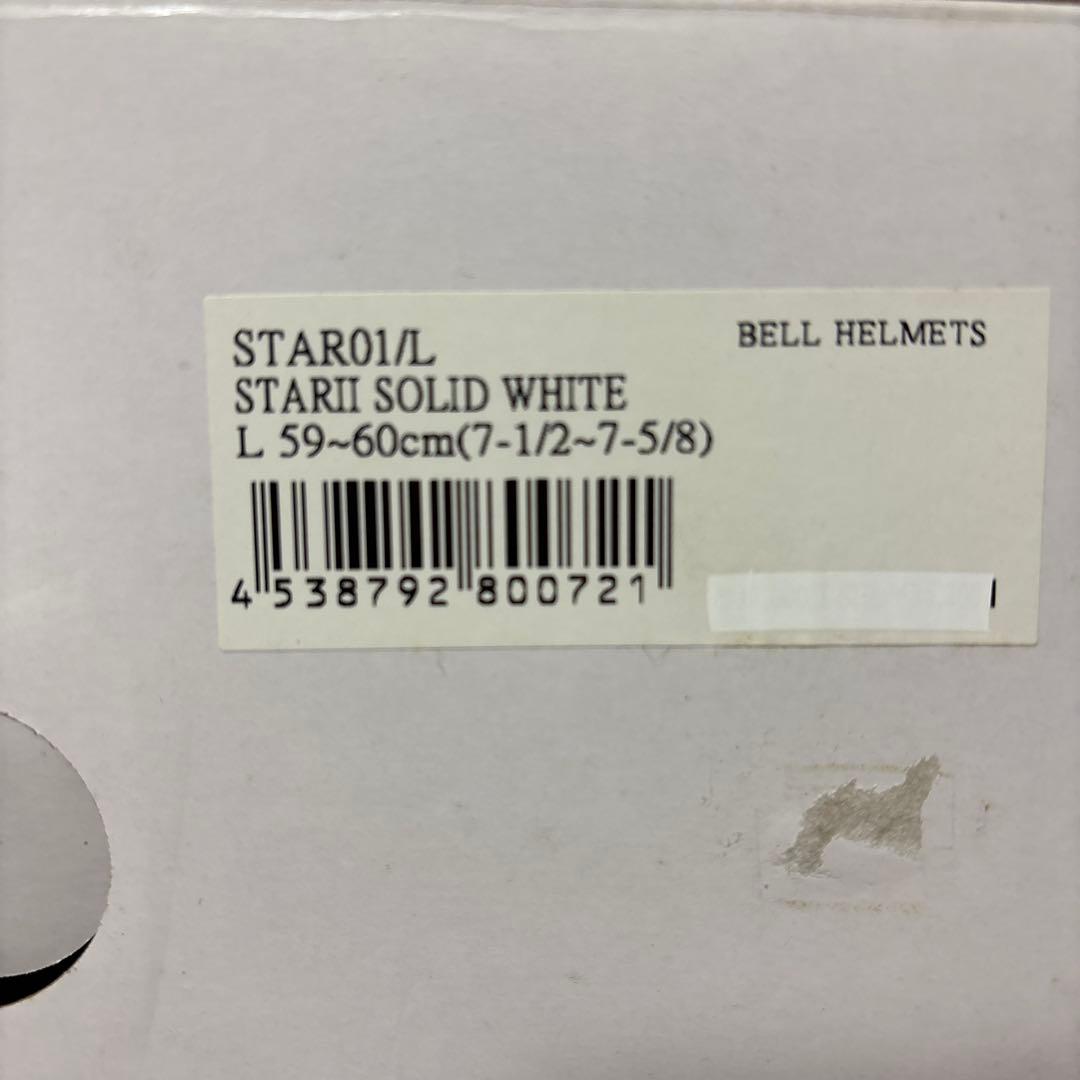 STAR01/L
BELL HELMETS
STARII SOLID WHITE
L 59~60cm(7-1/2~7-5/8)
4 538792 800721